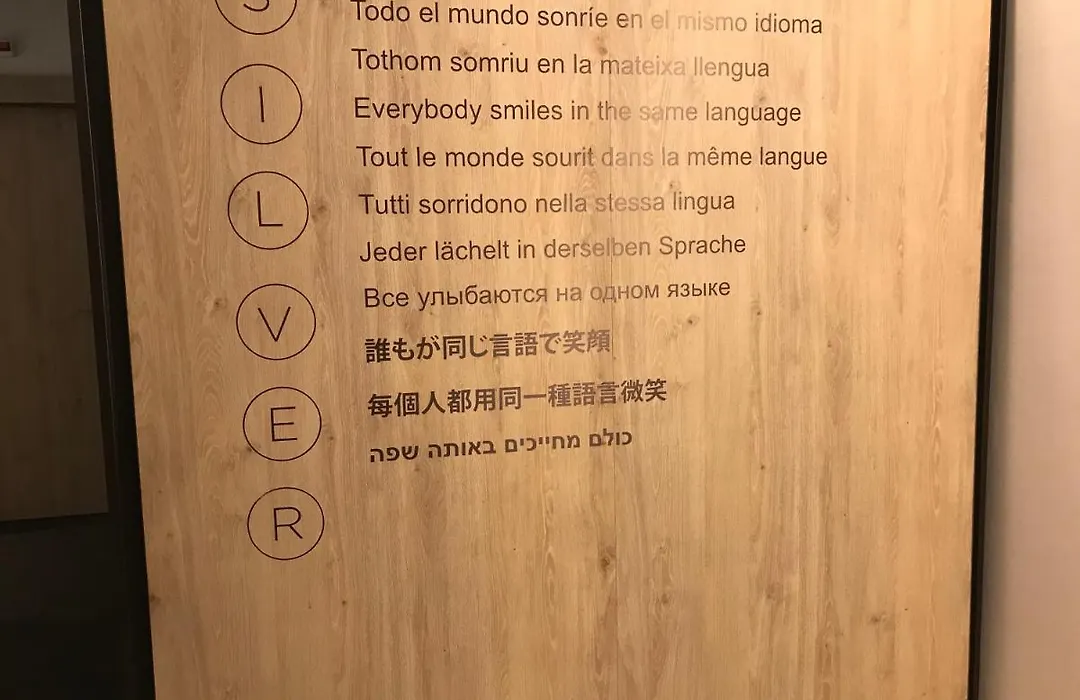 S
Todo el mundo sonríe en el mismo idioma
I
Tothom somriu en la mateixa llengua
Everybody smiles in the same language
Tout le monde sourit dans la même langue
L
Tutti sorridono nella stessa lingua
Jeder lächelt in derselben Sprache
Все улыбаются на одном языке
V
誰もが同じ言語で笑顔
每個人都用同一種語言微笑
E
כולם מחייכים באותה שפה
R